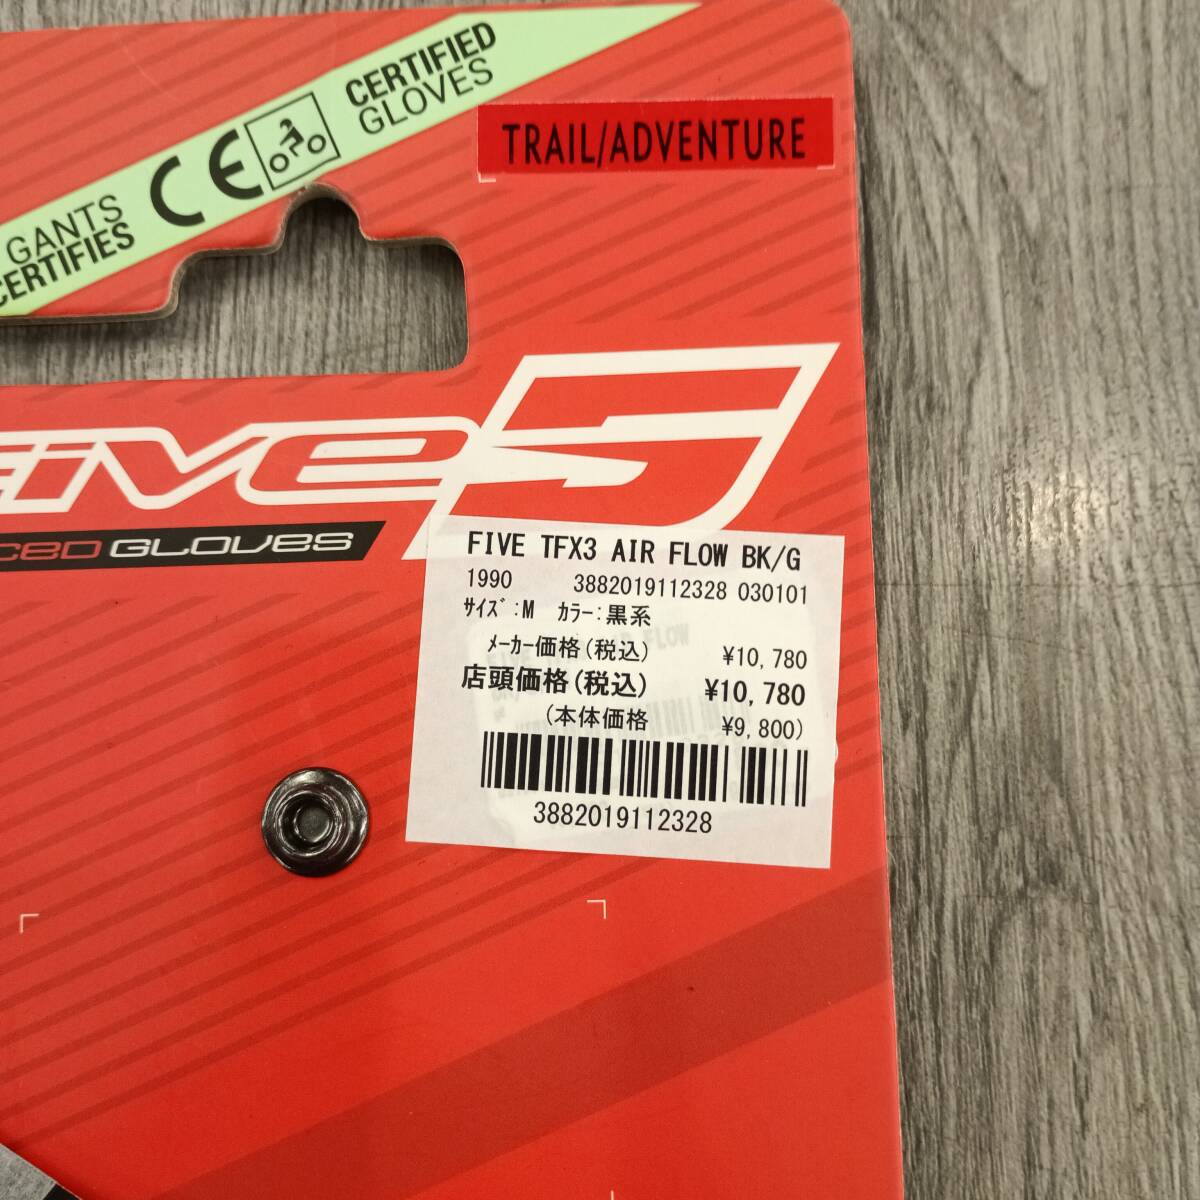 CERTIFIED
GLOVES
CE
GANTS
CERTIFIES
TRAIL/ADVENTURE
Five5
CED GLOVES
FIVE TFX3 AIR FLOW BK/G
1990 3882019112328 030101
ｻｲｽﾞ:M ｶﾗｰ:黒系
ﾒｰｶｰ価格(税込) ¥10,780
店頭価格(税込) ¥10,780
(本体価格 ¥9,800)
3882019112328